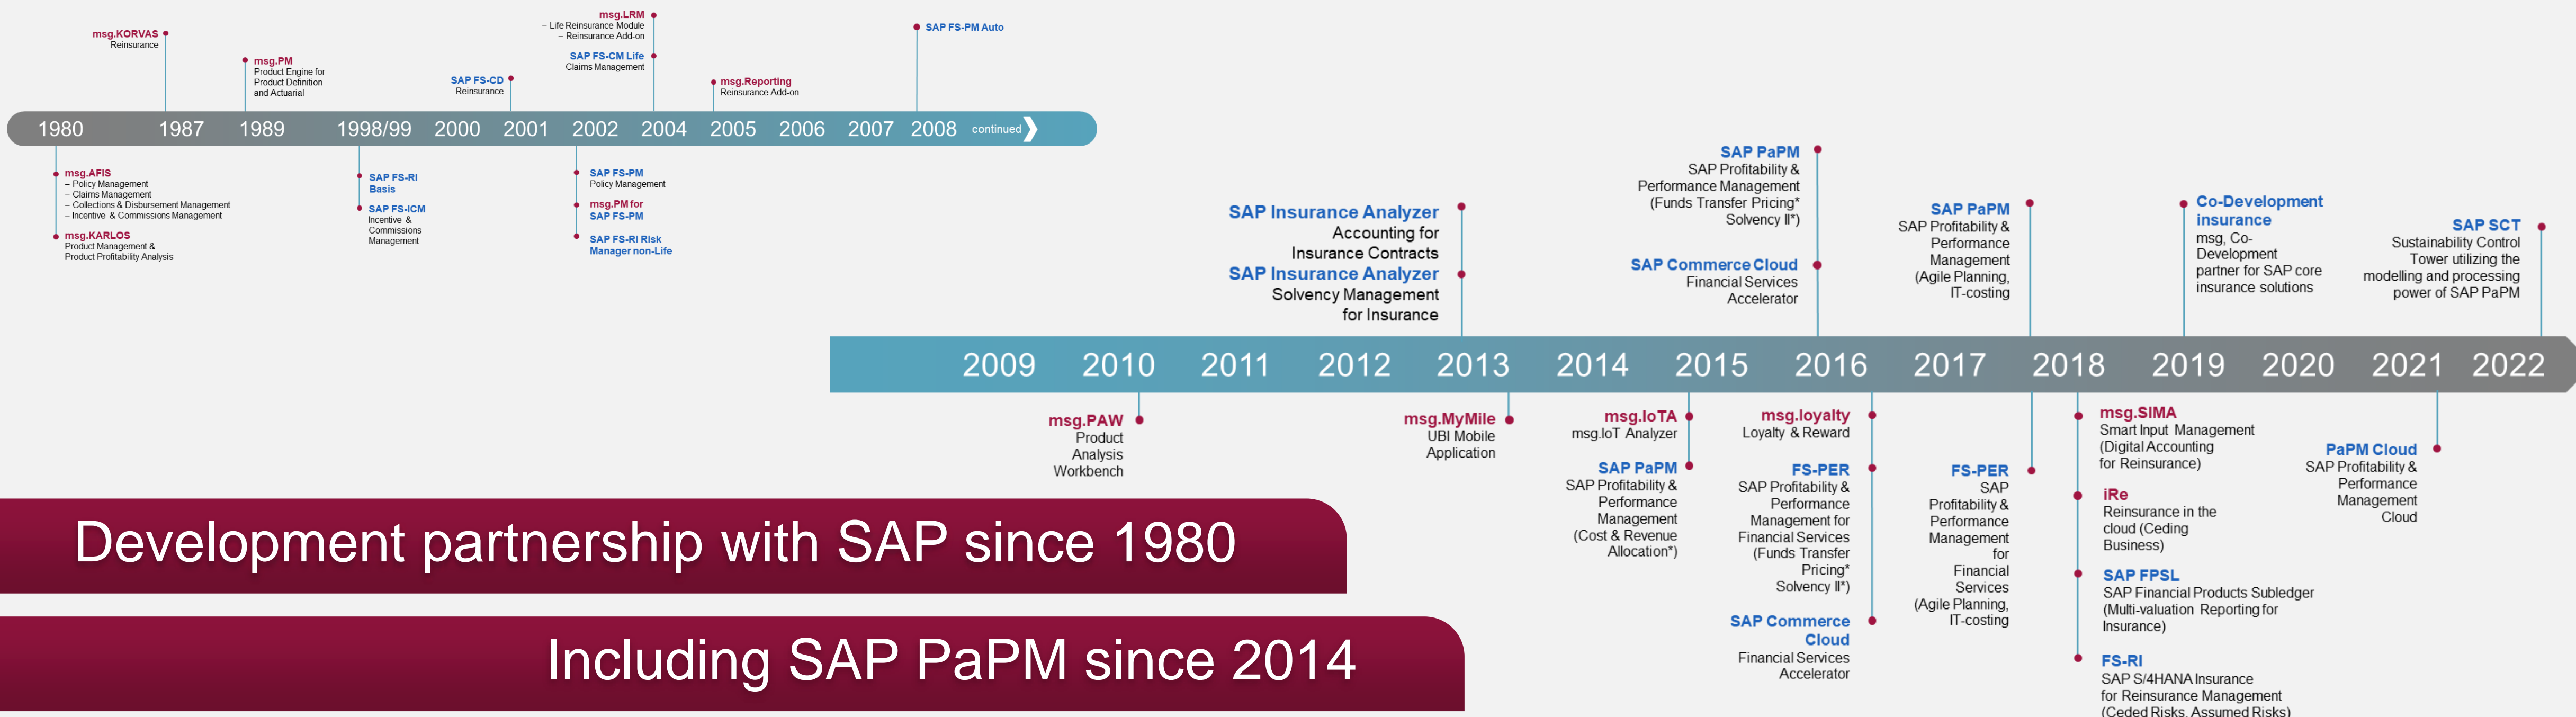 msg.KORVAS
Reinsurance
msg.PM
Product Engine for
Product Definition
and Actuarial
SAP FS-CD
Reinsurance
msg.LRM
– Life Reinsurance Module
– Reinsurance Add-on
SAP FS-CM Life
Claims Management
msg.Reporting
Reinsurance Add-on
SAP FS-PM Auto
1980 1987 1989 1998/99 2000 2001 2002 2004 2005 2006 2007 2008 continued
msg.AFIS
– Policy Management
– Claims Management
– Collections & Disbursement Management
– Incentive & Commissions Management
msg.KARLOS
Product Management &
Product Profitability Analysis
SAP FS-RI
Basis
SAP FS-ICM
Incentive &
Commissions
Management
SAP FS-PM
Policy Management
msg.PM for
SAP FS-PM
SAP FS-RI Risk
Manager non-Life
SAP Insurance Analyzer
Accounting for
Insurance Contracts
SAP Insurance Analyzer
Solvency Management
for Insurance
SAP PaPM
SAP Profitability &
Performance Management
(Funds Transfer Pricing*
Solvency II*)
SAP Commerce Cloud
Financial Services
Accelerator
SAP PaPM
SAP Profitability &
Performance
Management
(Agile Planning,
IT-costing
Co-Development
insurance
msg, Co-
Development
partner for SAP core
insurance solutions
SAP SCT
Sustainability Control
Tower utilizing the
modelling and processing
power of SAP PaPM
2009 2010 2011 2012 2013 2014 2015 2016 2017 2018 2019 2020 2021 2022
msg.PAW
Product
Analysis
Workbench
msg.MyMile
UBI Mobile
Application
msg.IoTA
msg.IoT Analyzer
SAP PaPM
SAP Profitability &
Performance
Management
(Cost & Revenue
Allocation*)
msg.loyalty
Loyalty & Reward
FS-PER
SAP Profitability &
Performance
Management for
Financial Services
(Funds Transfer
Pricing*
Solvency II*)
SAP Commerce
Cloud
Financial Services
Accelerator
FS-PER
SAP
Profitability &
Performance
Management
for
Financial
Services
(Agile Planning,
IT-costing
msg.SIMA
Smart Input Management
(Digital Accounting
for Reinsurance)
iRe
Reinsurance in the
cloud (Ceding
Business)
SAP FPSL
SAP Financial Products Subledger
(Multi-valuation Reporting for
Insurance)
FS-RI
SAP S/4HANA Insurance
for Reinsurance Management
(Ceded Risks, Assumed Risks)
PaPM Cloud
SAP Profitability &
Performance
Management
Cloud
Development partnership with SAP since 1980
Including SAP PaPM since 2014